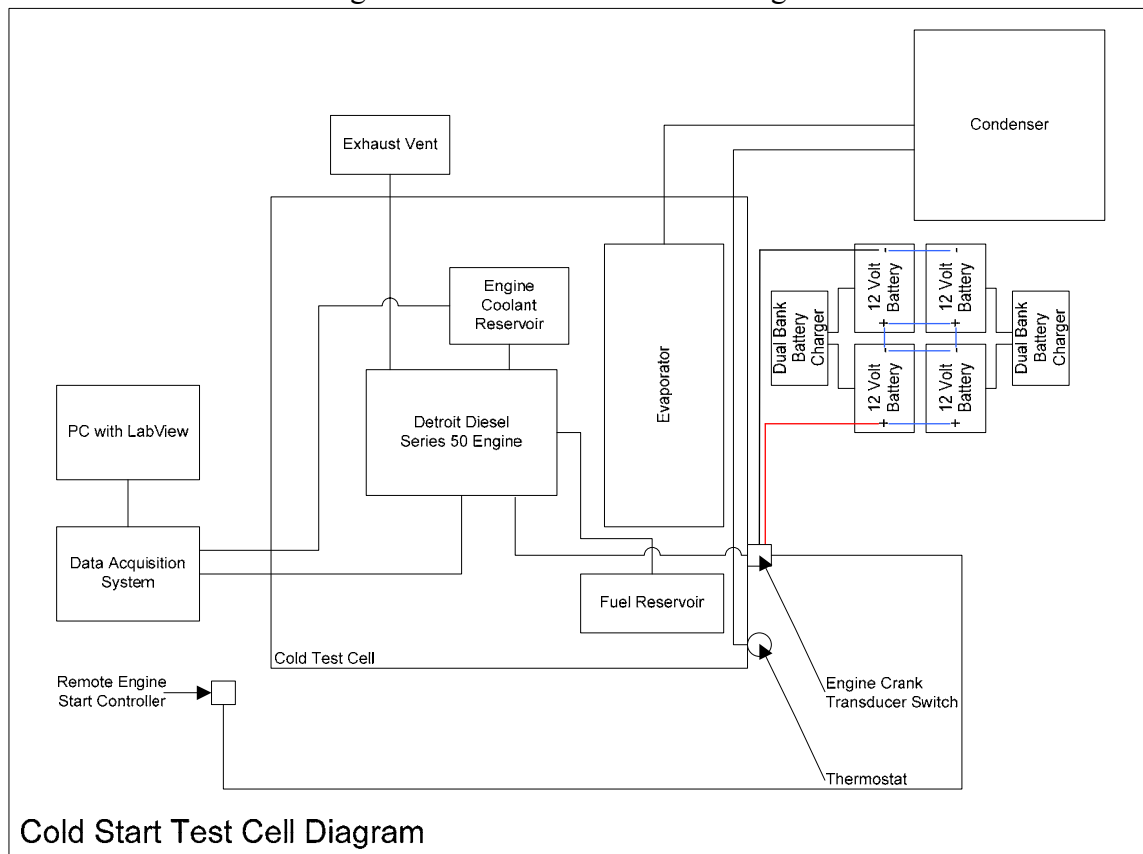 Condenser
Exhaust Vent
Engine
Coolant
Reservoir
Evaporator
-
-
12 Volt
Battery
12 Volt
Battery
+
+
Dual Bank
Battery
Charger
Dual Bank
Battery
Charger
-
-
12 Volt
Battery
12 Volt
Battery
+
+
PC with LabView
Detroit Diesel
Series 50 Engine
Data Acquisition
System
Fuel Reservoir
Cold Test Cell
Remote Engine
Start Controller
Engine Crank
Transducer Switch
Thermostat
Cold Start Test Cell Diagram